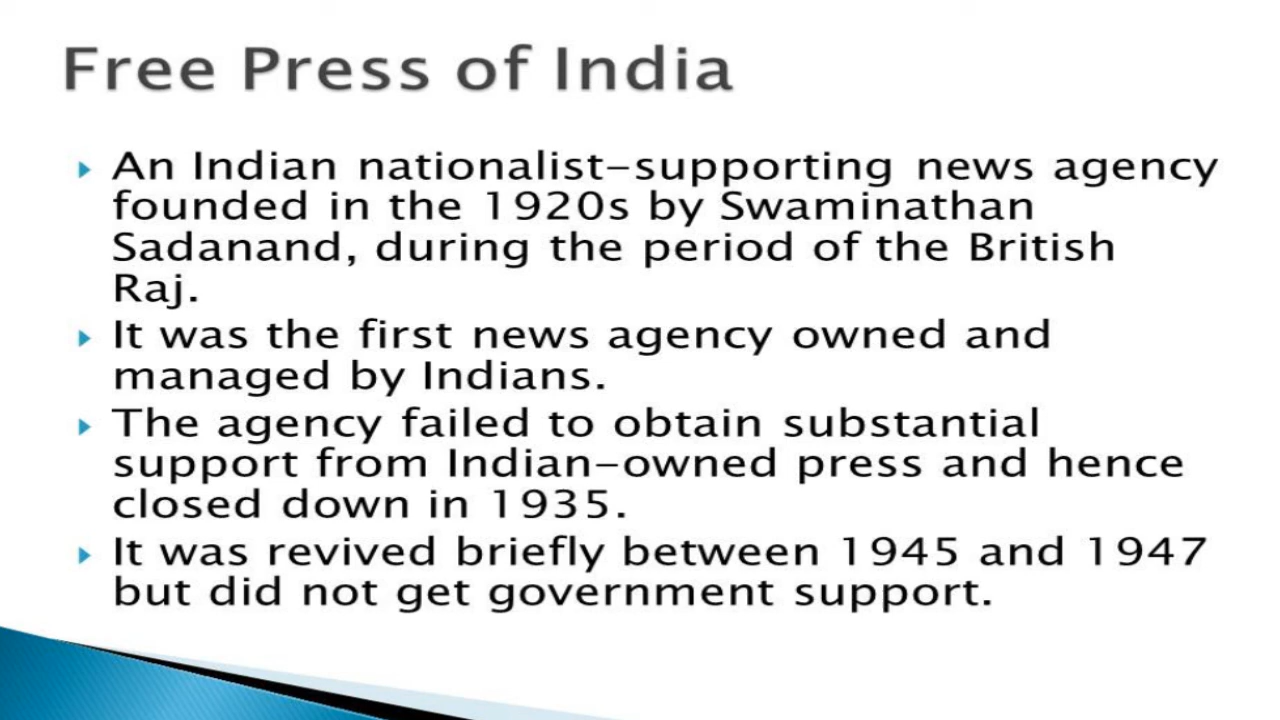 Free Press of India
An Indian nationalist-supporting news agency
founded in the 1920s by Swaminathan
Sadanand, during the period of the British
Raj.
It was the first news agency owned and
managed by Indians.
The agency failed to obtain substantial
support from Indian-owned press and hence
closed down in 1935.
It was revived briefly between 1945 and 1947
but did not get government support.